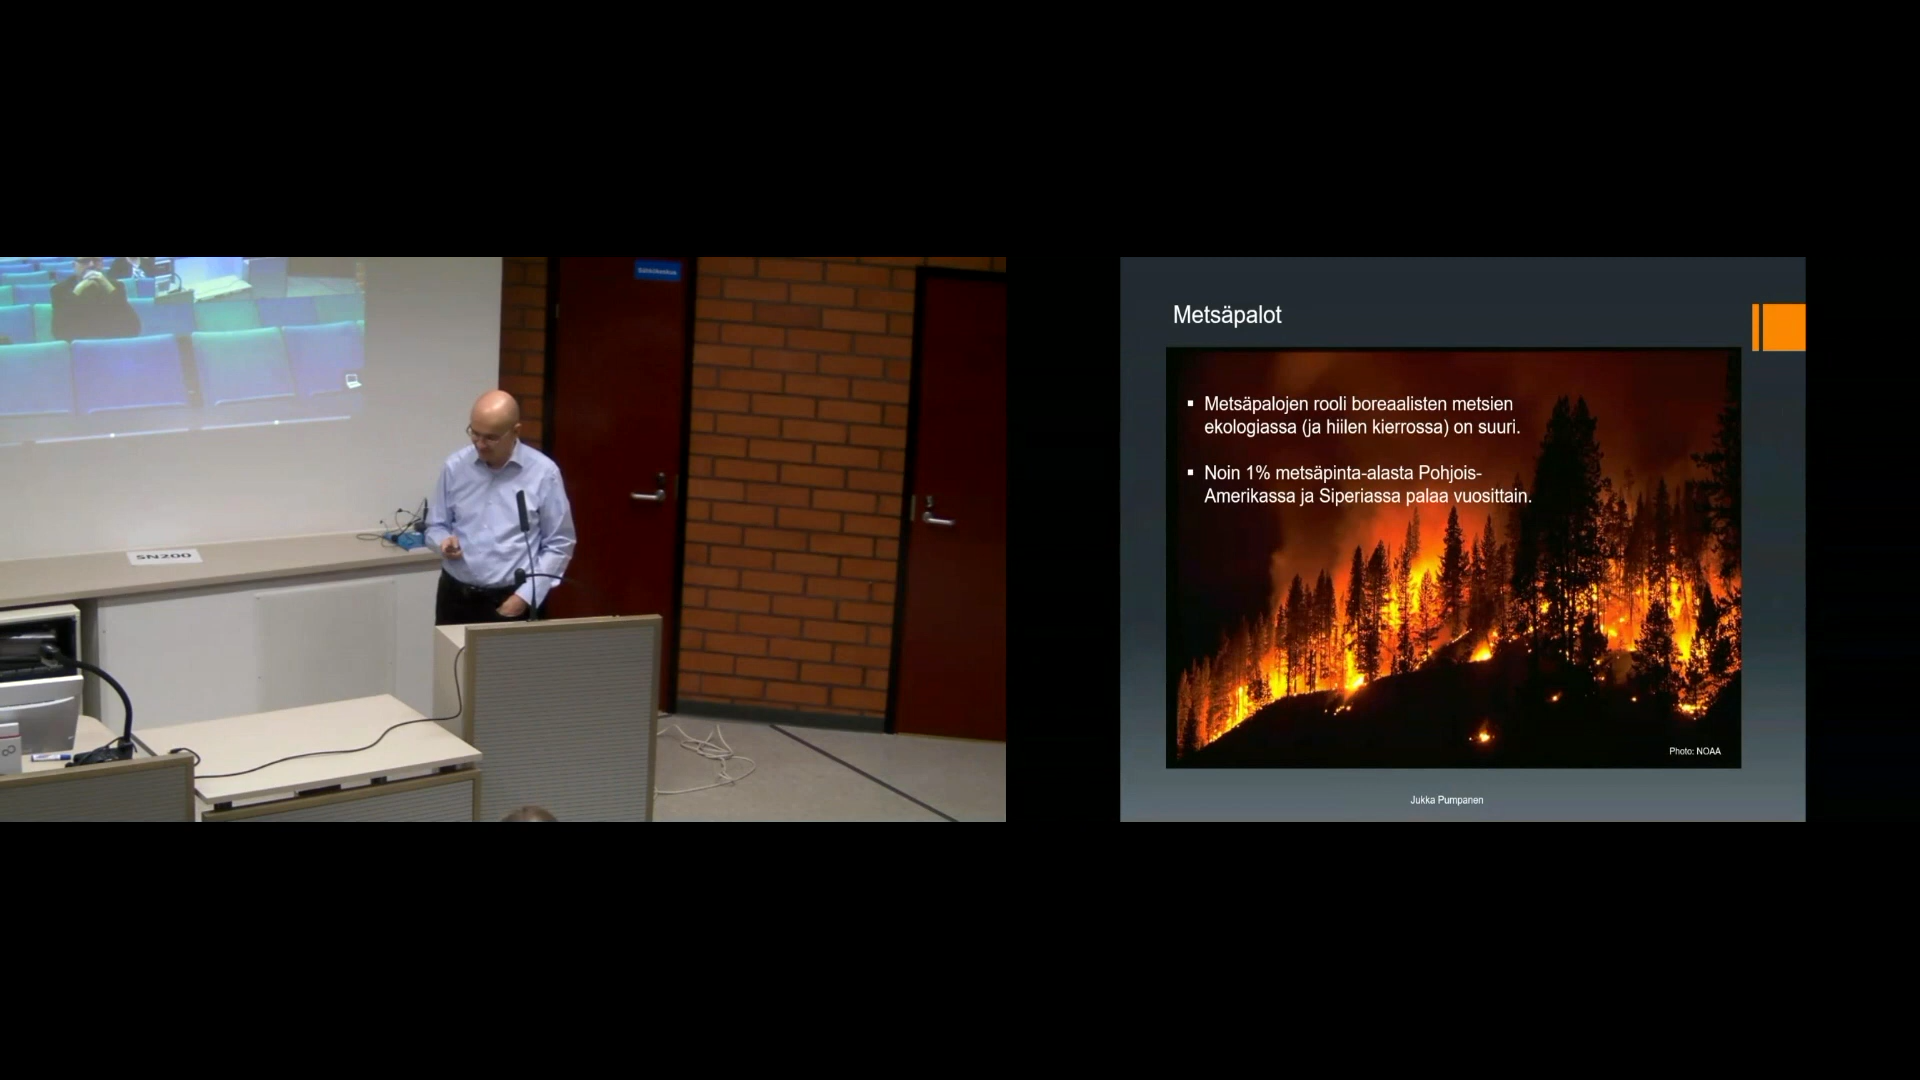 Sähkökeskus
SN200
Metsäpalot
▪ Metsäpalojen rooli boreaalisten metsien
ekologiassa (ja hiilen kierrossa) on suuri.
▪ Noin 1% metsäpinta-alasta Pohjois-
Amerikassa ja Siperiassa palaa vuosittain.
Photo: NOAA
Jukka Pumpanen